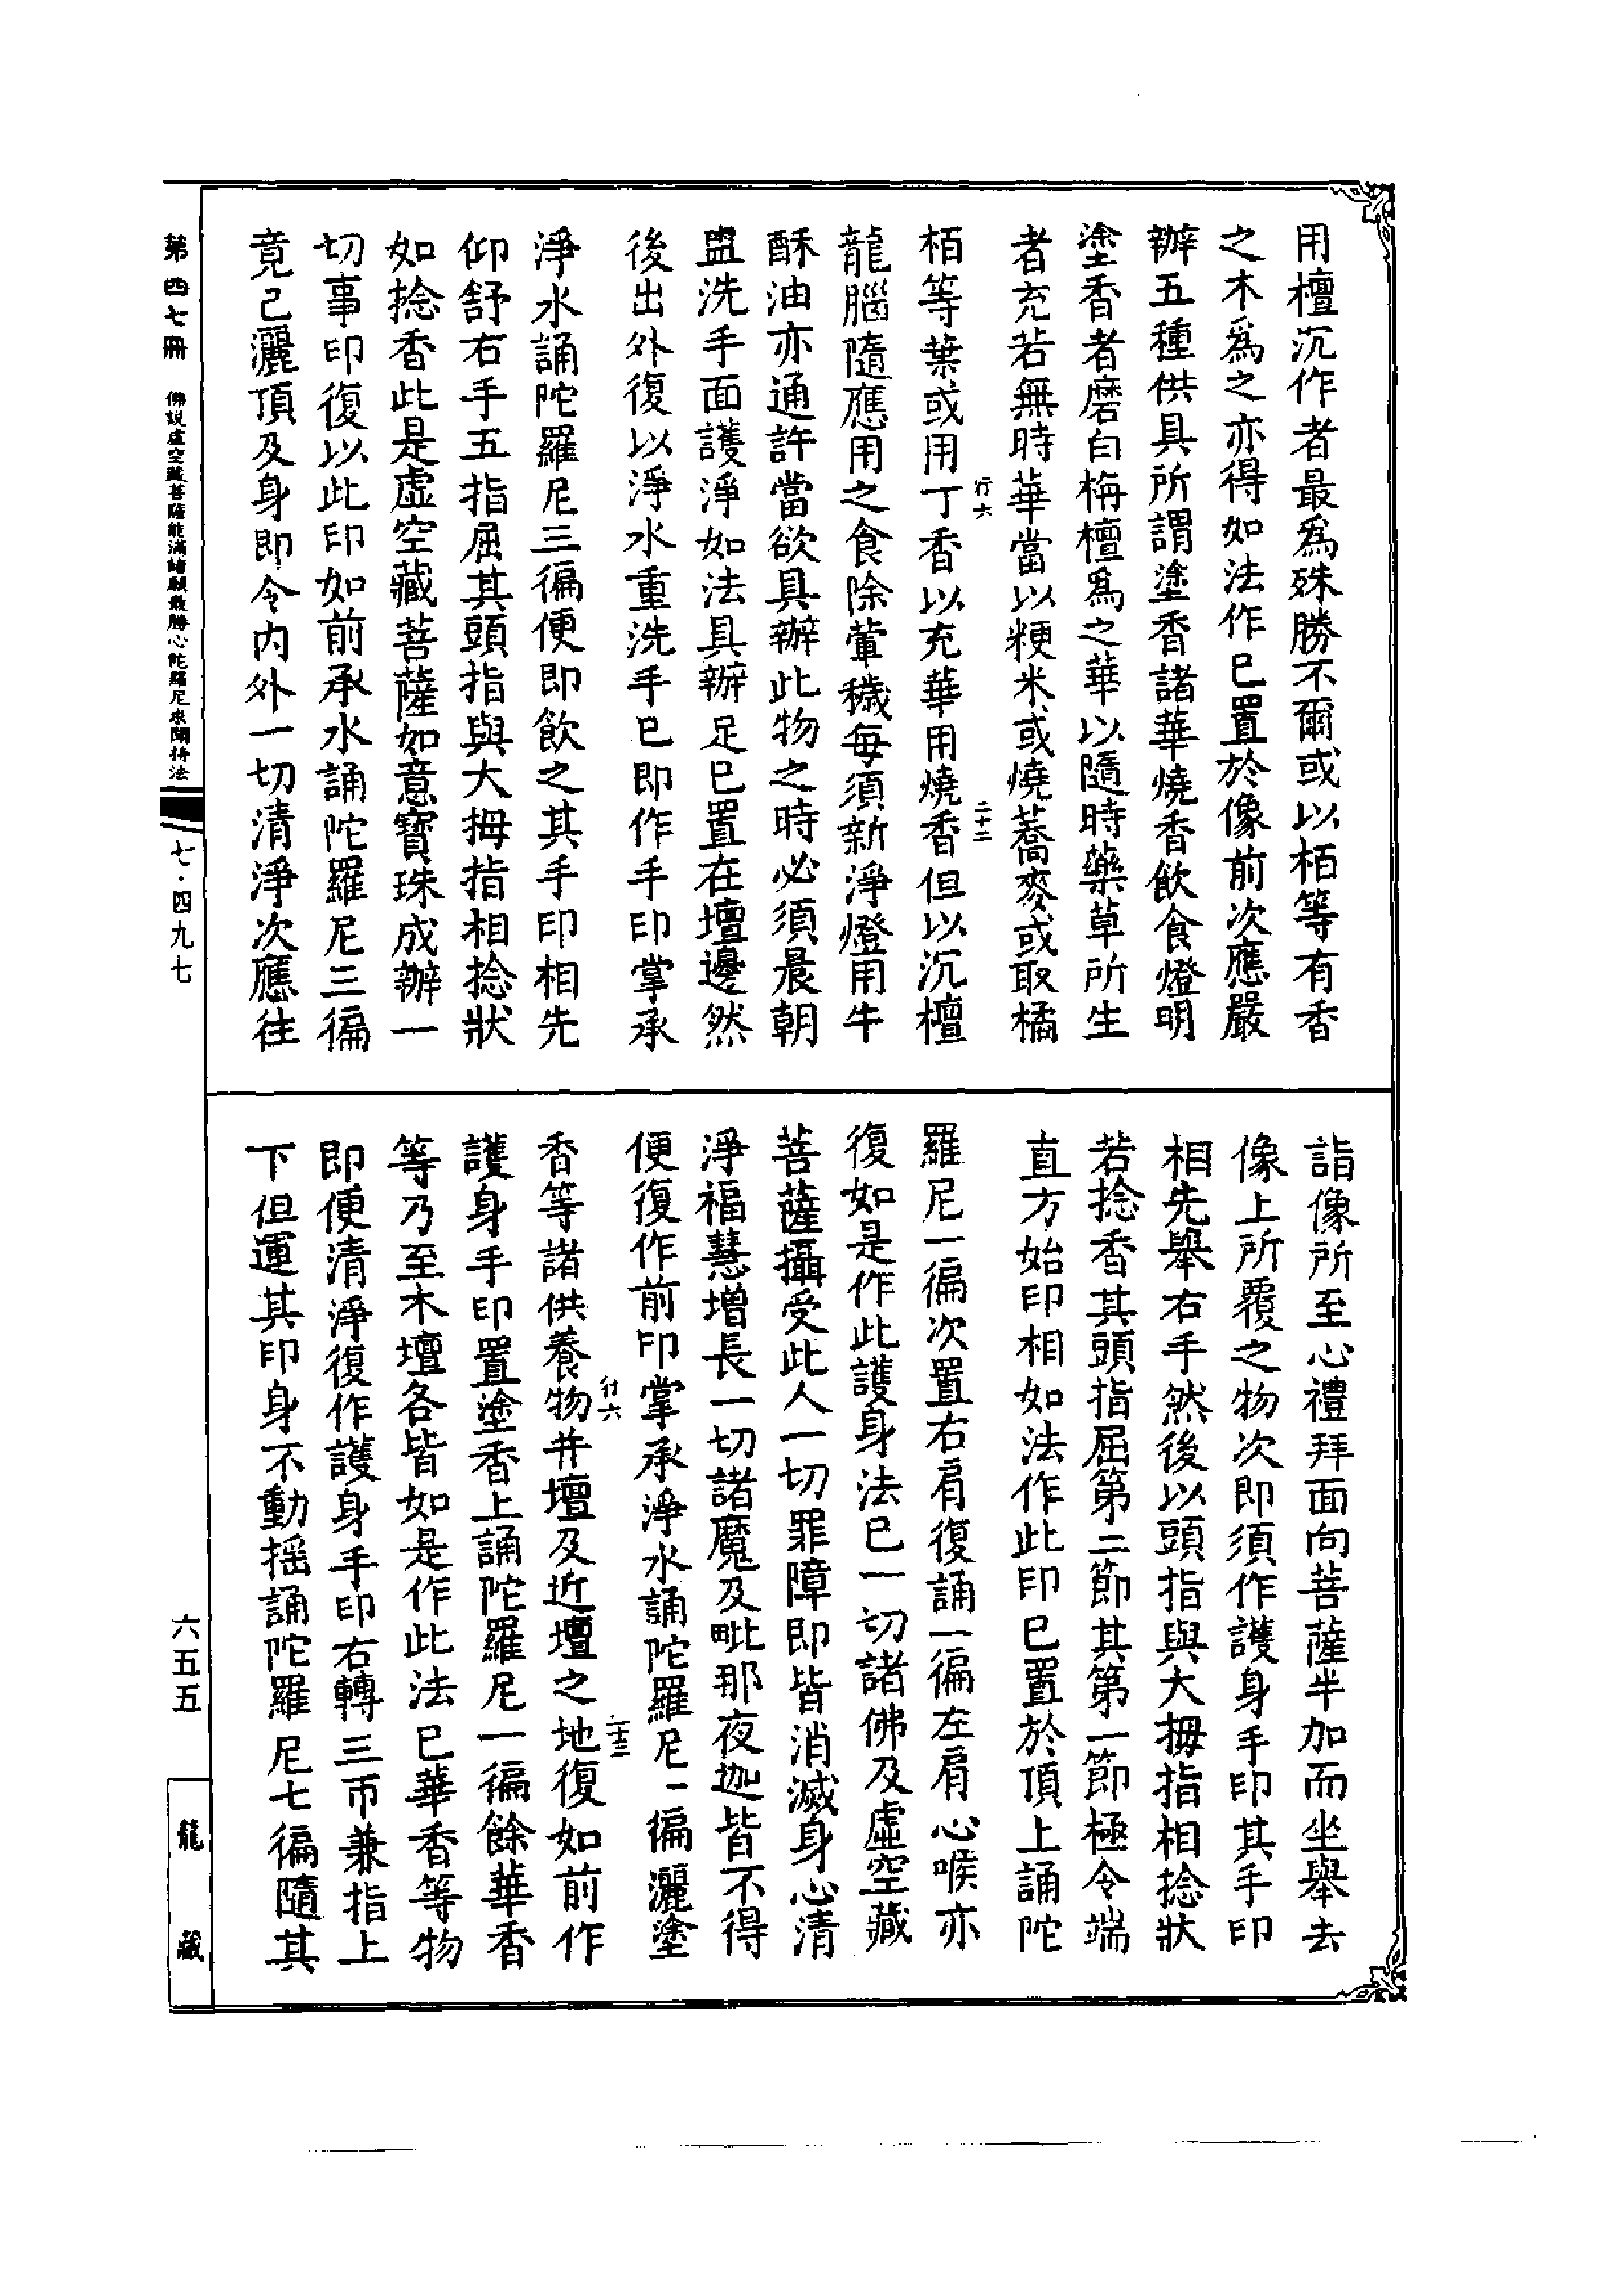 用檀沉作者最爲殊勝不爾或以栢等有香
之木爲之亦得如法作已置於像前次應嚴
辦五種供具所謂塗香諸華燒香飲食燈明
塗香者磨白栴檀爲之華以隨時藥草所生
者充若無時華當以粳米或燒蕎麥或取橘
栢等葉或用丁香以充華用燒香但以沉檀
行六
二十二
龍腦隨應用之食除葷穢每須新淨燈用牛
酥油亦通許當欲具辦此物之時必須晨朝
盥洗手面護淨如法具辦足已置在壇邊然
後出外復以淨水重洗手已即作手印掌承
淨水誦陀羅尼三徧便即飲之其手印相先
仰舒右手五指屈其頭指與大拇指相捻狀
如捻香此是虛空藏菩薩如意寶珠成辦一
切事印復以此印如前承水誦陀羅尼三徧
竟已灑頂及身即令內外一切清淨次應往
詣像所至心禮拜面向菩薩半加而坐舉去
像上所覆之物次即須作護身手印其手印
相先舉右手然後以頭指與大拇指相捻狀
若捻香其頭指屈第二節其第一節極令端
直方始印相如法作此印已置於頂上誦陀
羅尼一徧次置右肩復誦一徧左肩心喉亦
復如是作此護身法已一切諸佛及虛空藏
菩薩攝受此人一切罪障即皆消滅身心清
淨福慧增長一切諸魔及毗那夜迦皆不得
便復作前印掌承淨水誦陀羅尼一徧灑塗
行六
二十三
香等諸供養物并壇及近壇之地復如前作
護身手印置塗香上誦陀羅尼一徧餘華香
等乃至木壇各皆如是作此法已華香等物
即便清淨復作護身手印右轉三帀兼指上
下但運其印身不動搖誦陀羅尼七徧隨其
第四七冊　佛說虛空藏菩薩能滿諸願最勝心陀羅尼求聞持法
七·四九七
六五五
龍藏